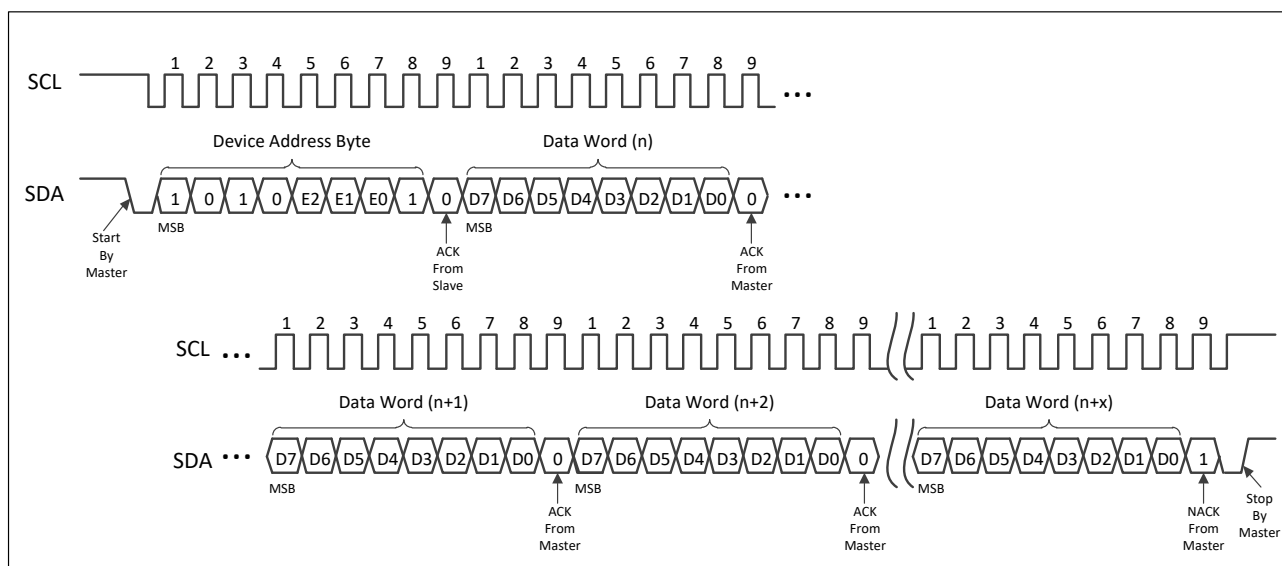 1 2 3 4 5 6 7 8 9 1 2 3 4 5 6 7 8 9
SCL ...
Device Address Byte Data Word (n)
SDA 1 0 1 0 E2 E1 E0 1 0 D7 D6 D5 D4 D3 D2 D1 D0 0 ...
MSB MSB
Start
By
Master
ACK
From
Slave
ACK
From
Master
1 2 3 4 5 6 7 8 9 1 2 3 4 5 6 7 8 9 1 2 3 4 5 6 7 8 9
SCL ...
Data Word (n+1) Data Word (n+2) Data Word (n+x)
SDA ... D7 D6 D5 D4 D3 D2 D1 D0 0 D7 D6 D5 D4 D3 D2 D1 D0 0 D7 D6 D5 D4 D3 D2 D1 D0 1
MSB MSB MSB
ACK
From
Master
ACK
From
Master
NACK
From
Master
Stop
By
Master